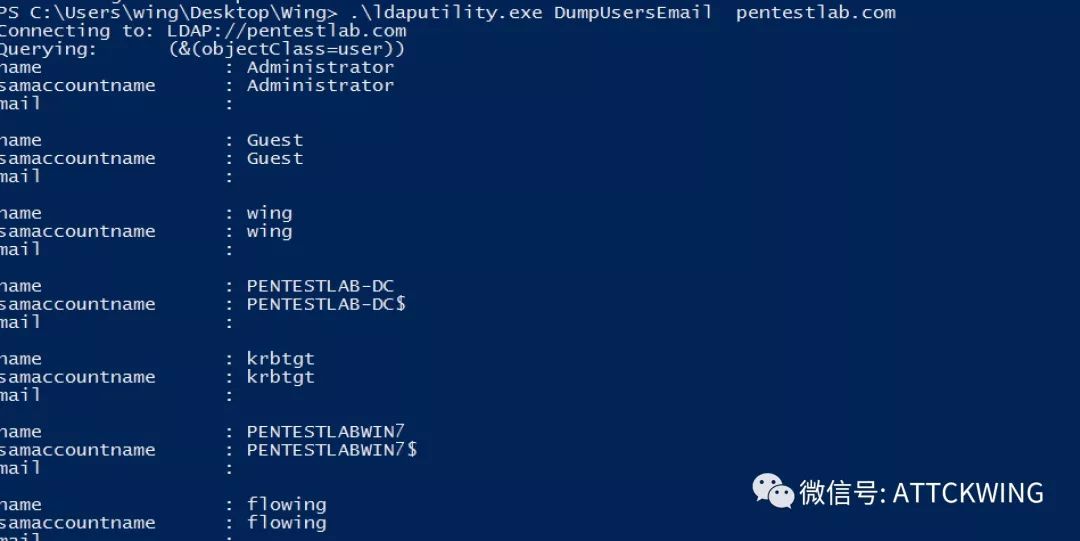 PS C:\Users\wing\Desktop\Wing> .\ldaputility.exe DumpUsersEmail  pentestlab.com
Connecting to: LDAP://pentestlab.com
Querying:       (&(objectClass=user))
name                    : Administrator
samaccountname          : Administrator
mail                    :
name                    : Guest
samaccountname          : Guest
mail                    :
name                    : wing
samaccountname          : wing
mail                    :
name                    : PENTESTLAB-DC
samaccountname          : PENTESTLAB-DC$
mail                    :
name                    : krbtgt
samaccountname          : krbtgt
mail                    :
name                    : PENTESTLABWIN7
samaccountname          : PENTESTLABWIN7$
mail                    :
name                    : flowing
samaccountname          : flowing
mail                    :
微信号: ATTCKWING